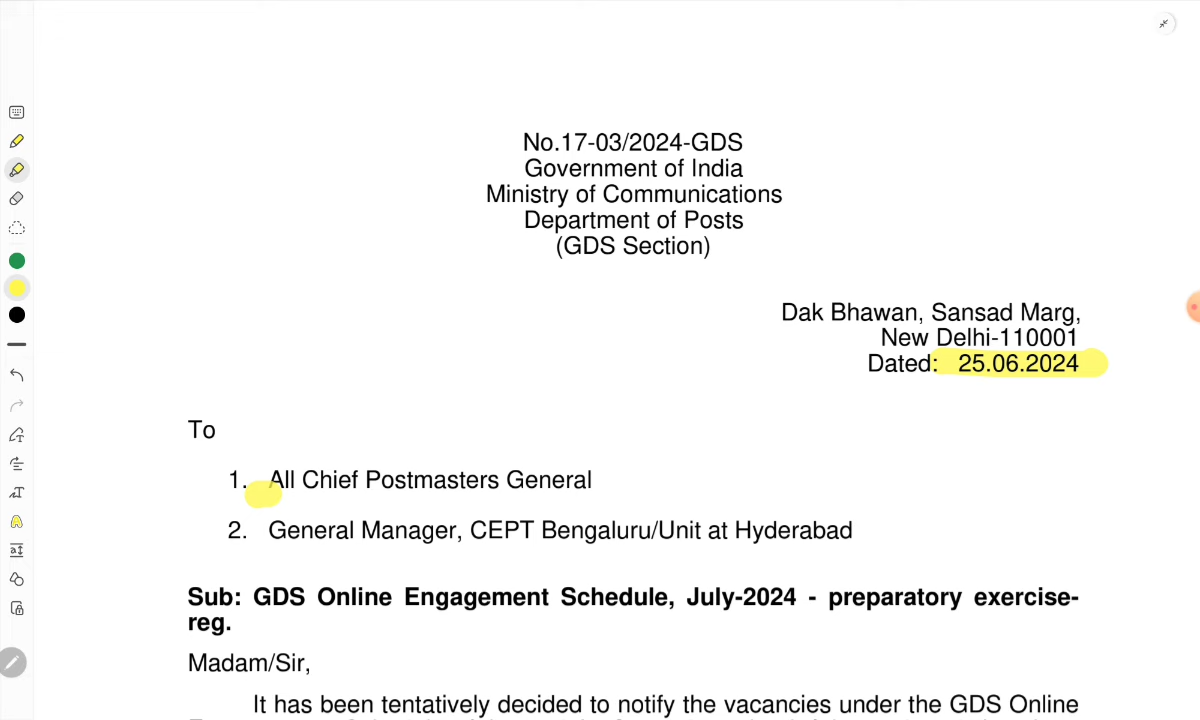 No.17-03/2024-GDS
Government of India
Ministry of Communications
Department of Posts
(GDS Section)
Dak Bhawan, Sansad Marg,
New Delhi-110001
Dated: 25.06.2024
To
1. All Chief Postmasters General
2. General Manager, CEPT Bengaluru/Unit at Hyderabad
Sub: GDS Online Engagement Schedule, July-2024 - preparatory exercise-
reg.
Madam/Sir,
It has been tentatively decided to notify the vacancies under the GDS Online